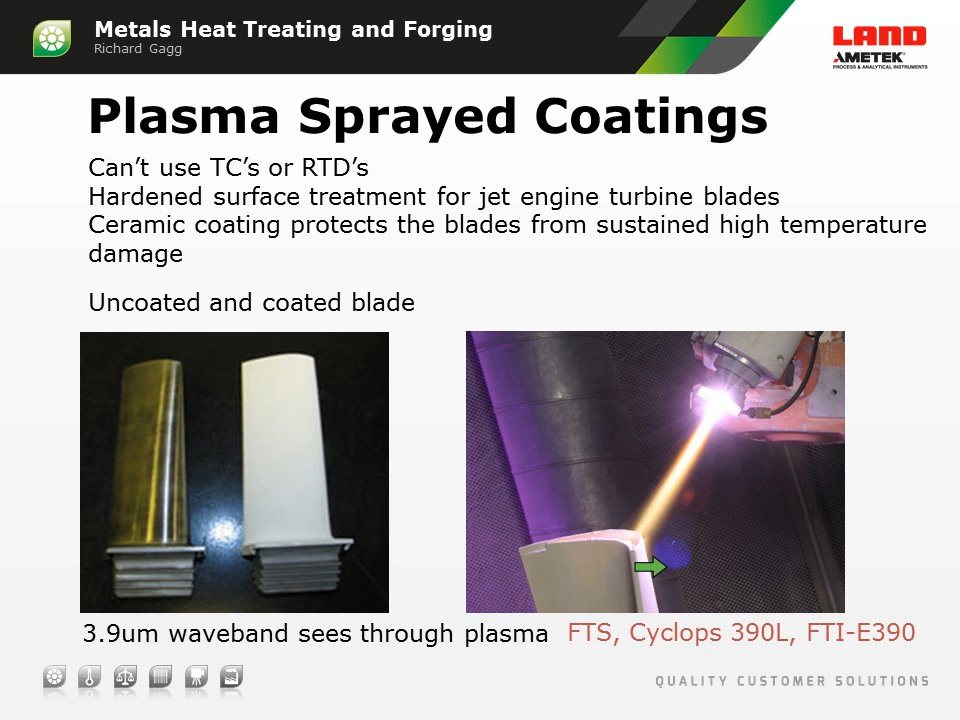 Metals Heat Treating and Forging
Richard Gagg
LAND
AMETEK®
PROCESS & ANALYTICAL INSTRUMENTS
Plasma Sprayed Coatings
Can’t use TC’s or RTD’s
Hardened surface treatment for jet engine turbine blades
Ceramic coating protects the blades from sustained high temperature
damage
Uncoated and coated blade
3.9um waveband sees through plasma FTS, Cyclops 390L, FTI-E390
QUALITY CUSTOMER SOLUTIONS